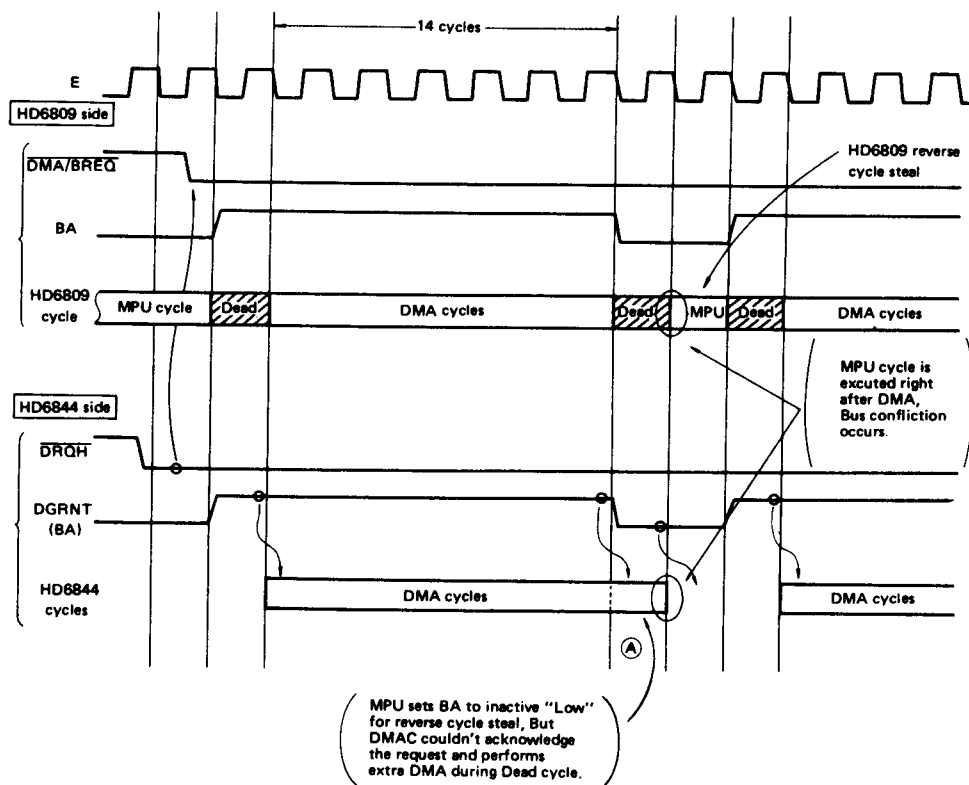 14 cycles
E
HD6809 side
DMA/BREQ
HD6809 reverse
cycle steal
BA
HD6809
cycle
MPU cycle
Dead
DMA cycles
Dead
MPU
Dead
DMA cycles
MPU cycle is
excuted right
after DMA,
Bus confliction
occurs.
HD6844 side
DRQH
DGRNT
(BA)
HD6844
cycles
DMA cycles
DMA cycles
A
MPU sets BA to inactive "Low"
for reverse cycle steal, But
DMAC couldn't acknowledge
the request and performs
extra DMA during Dead cycle.